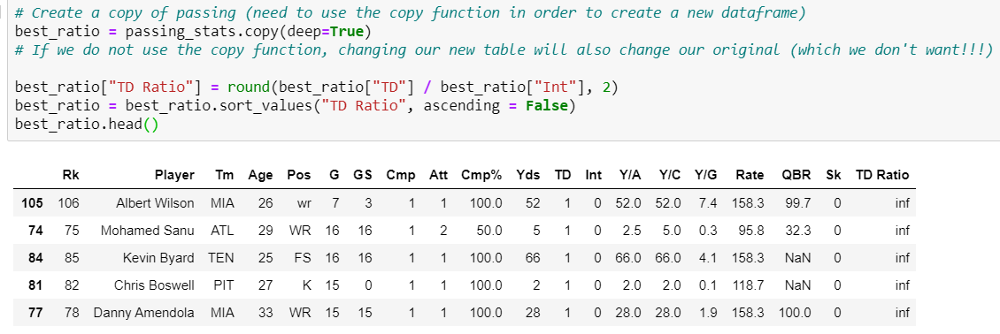 # Create a copy of passing (need to use the copy function in order to create a new dataframe)
best_ratio = passing_stats.copy(deep=True)
# If we do not use the copy function, changing our new table will also change our original (which we don't want!!!)
best_ratio["TD Ratio"] = round(best_ratio["TD"] / best_ratio["Int"], 2)
best_ratio = best_ratio.sort_values("TD Ratio", ascending = False)
best_ratio.head()
Rk Player Tm Age Pos G GS Cmp Att Cmp% Yds TD Int Y/A Y/C Y/G Rate QBR Sk TD Ratio
105 106 Albert Wilson MIA 26 wr 7 3 1 1 100.0 52 1 0 52.0 52.0 7.4 158.3 99.7 0 inf
74 75 Mohamed Sanu ATL 29 WR 16 16 1 2 50.0 5 1 0 2.5 5.0 0.3 95.8 32.3 0 inf
84 85 Kevin Byard TEN 25 FS 16 16 1 1 100.0 66 1 0 66.0 66.0 4.1 158.3 NaN 0 inf
81 82 Chris Boswell PIT 27 K 15 0 1 1 100.0 2 1 0 2.0 2.0 0.1 118.7 NaN 0 inf
77 78 Danny Amendola MIA 33 WR 15 15 1 1 100.0 28 1 0 28.0 28.0 1.9 158.3 100.0 0 inf